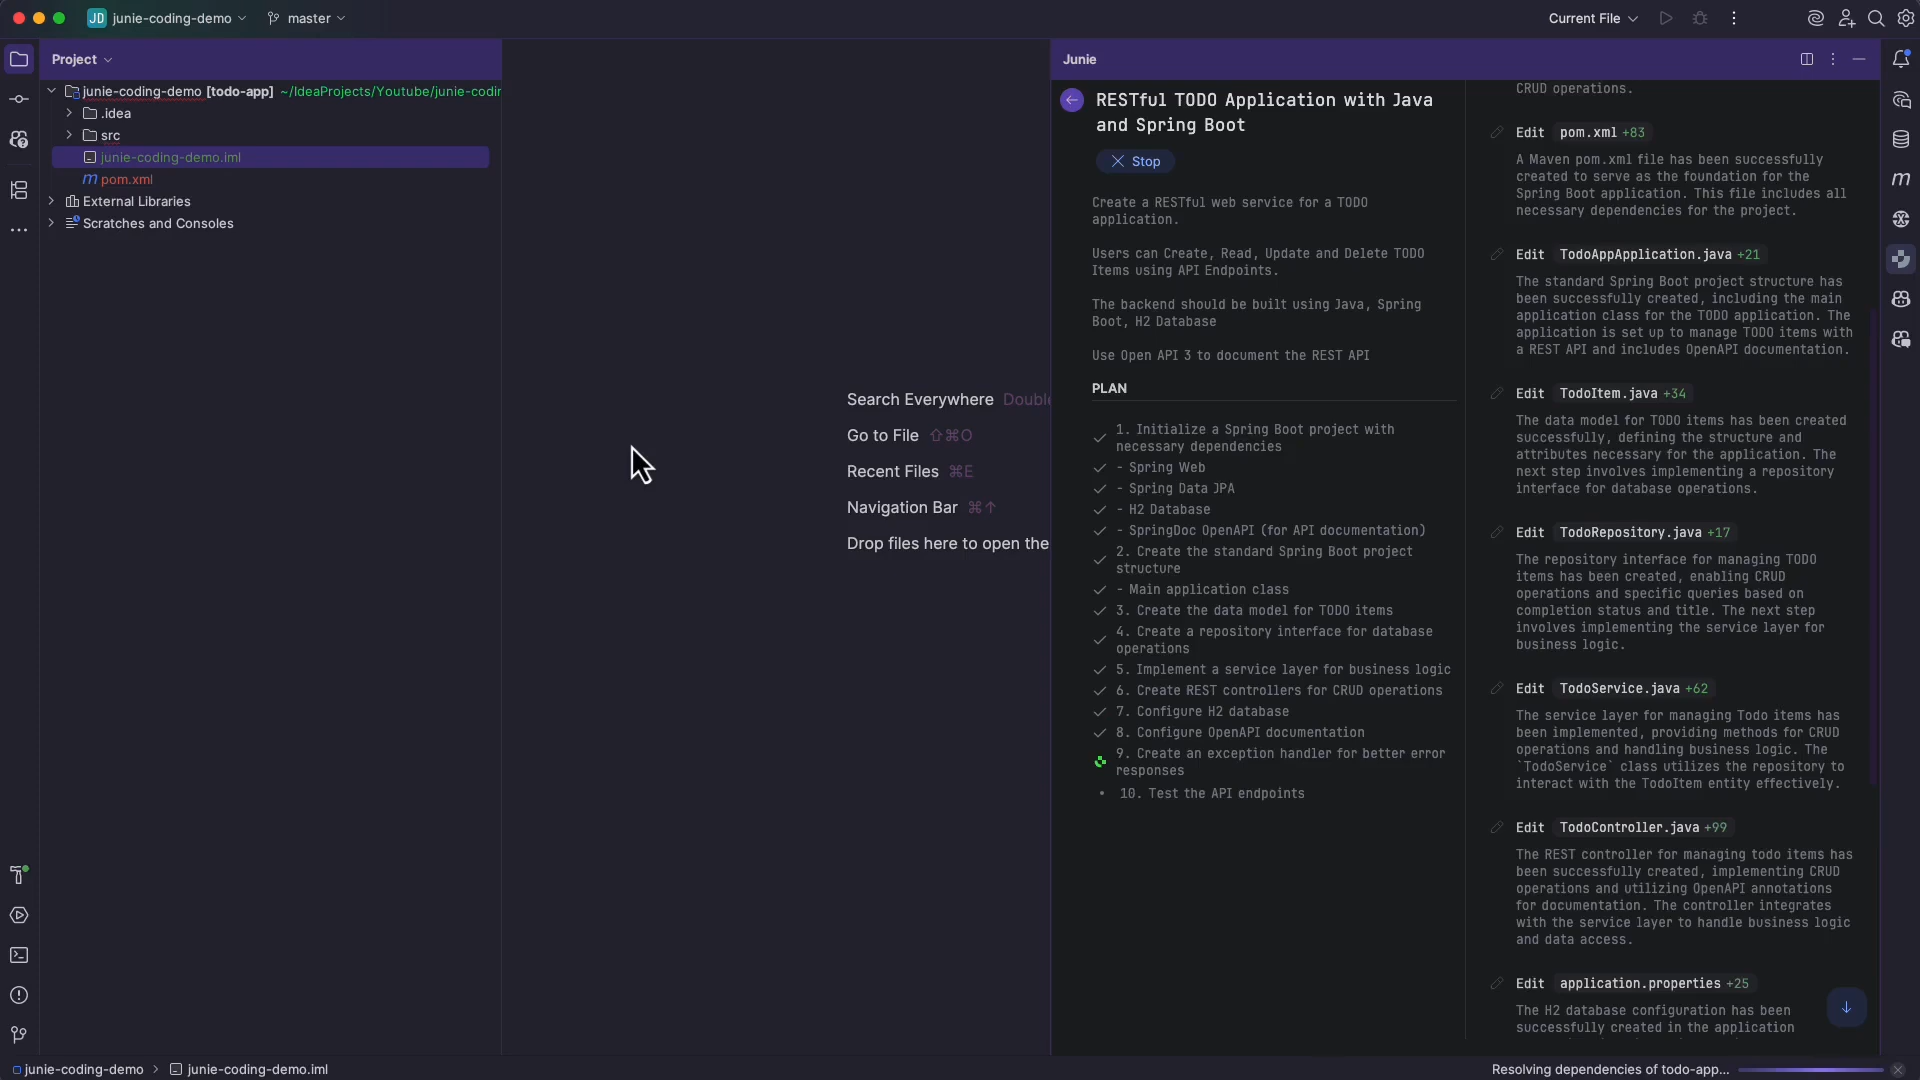 JD junie-coding-demo
master
Current File
Project
junie-coding-demo [todo-app] ~/IdeaProjects/Youtube/junie-codin
.idea
src
junie-coding-demo.iml
m pom.xml
External Libraries
Scratches and Consoles
Search Everywhere Double
Go to File ⇧⌘O
Recent Files ⌘E
Navigation Bar ⌘↑
Drop files here to open the
Junie
RESTful TODO Application with Java
and Spring Boot
Stop
Create a RESTful web service for a TODO
application.
Users can Create, Read, Update and Delete TODO
Items using API Endpoints.
The backend should be built using Java, Spring
Boot, H2 Database
Use Open API 3 to document the REST API
PLAN
1. Initialize a Spring Boot project with
necessary dependencies
- Spring Web
- Spring Data JPA
- H2 Database
- SpringDoc OpenAPI (for API documentation)
2. Create the standard Spring Boot project
structure
- Main application class
3. Create the data model for TODO items
4. Create a repository interface for database
operations
5. Implement a service layer for business logic
6. Create REST controllers for CRUD operations
7. Configure H2 database
8. Configure OpenAPI documentation
9. Create an exception handler for better error
responses
• 10. Test the API endpoints
CRUD operations.
Edit pom.xml +83
A Maven pom.xml file has been successfully
created to serve as the foundation for the
Spring Boot application. This file includes all
necessary dependencies for the project.
Edit TodoAppApplication.java +21
The standard Spring Boot project structure has
been successfully created, including the main
application class for the TODO application. The
application is set up to manage TODO items with
a REST API and includes OpenAPI documentation.
Edit TodoItem.java +34
The data model for TODO items has been created
successfully, defining the structure and
attributes necessary for the application. The
next step involves implementing a repository
interface for database operations.
Edit TodoRepository.java +17
The repository interface for managing TODO
items has been created, enabling CRUD
operations and specific queries based on
completion status and title. The next step
involves implementing the service layer for
business logic.
Edit TodoService.java +62
The service layer for managing Todo items has
been implemented, providing methods for CRUD
operations and handling business logic. The
`TodoService` class utilizes the repository to
interact with the TodoItem entity effectively.
Edit TodoController.java +99
The REST controller for managing todo items has
been successfully created, implementing CRUD
operations and utilizing OpenAPI annotations
for documentation. The controller integrates
with the service layer to handle business logic
and data access.
Edit application.properties +25
The H2 database configuration has been
successfully created in the application
m
junie-coding-demo > junie-coding-demo.iml
Resolving dependencies of todo-app...